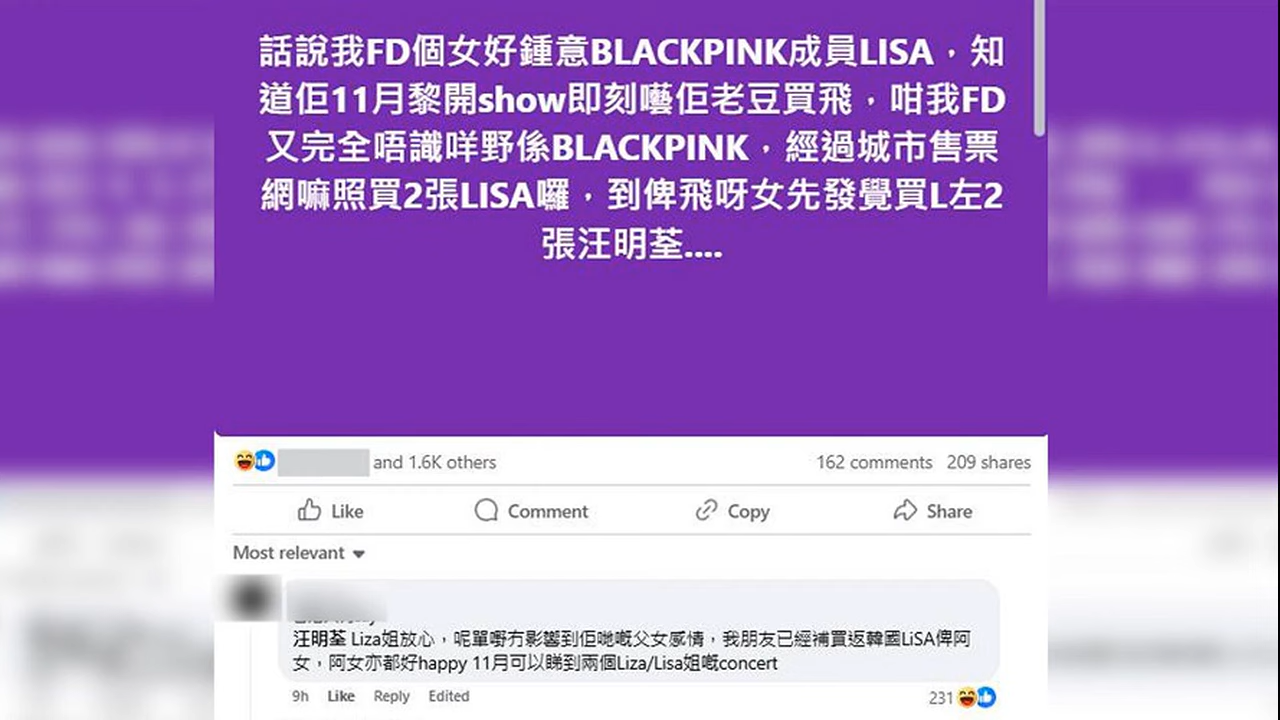 話說我FD個女好鍾意BLACKPINK成員LISA，知
道佢11月黎開show即刻囈佢老豆買飛，咁我FD
又完全唔識咩野係BLACKPINK，經過城市售票
網嘛照買2張LISA囉，到俾飛呀女先發覺買L左2
張汪明荃....
and 1.6K others
162 comments 209 shares
Like Comment Copy Share
Most relevant
汪明荃 Liza姐放心，呢單嘢冇影響到佢哋嘅父女感情，我朋友已經補買返韓國LiSA俾阿
女，阿女亦都好happy 11月可以睇到兩個Liza/Lisa姐嘅concert
9h Like Reply Edited
231